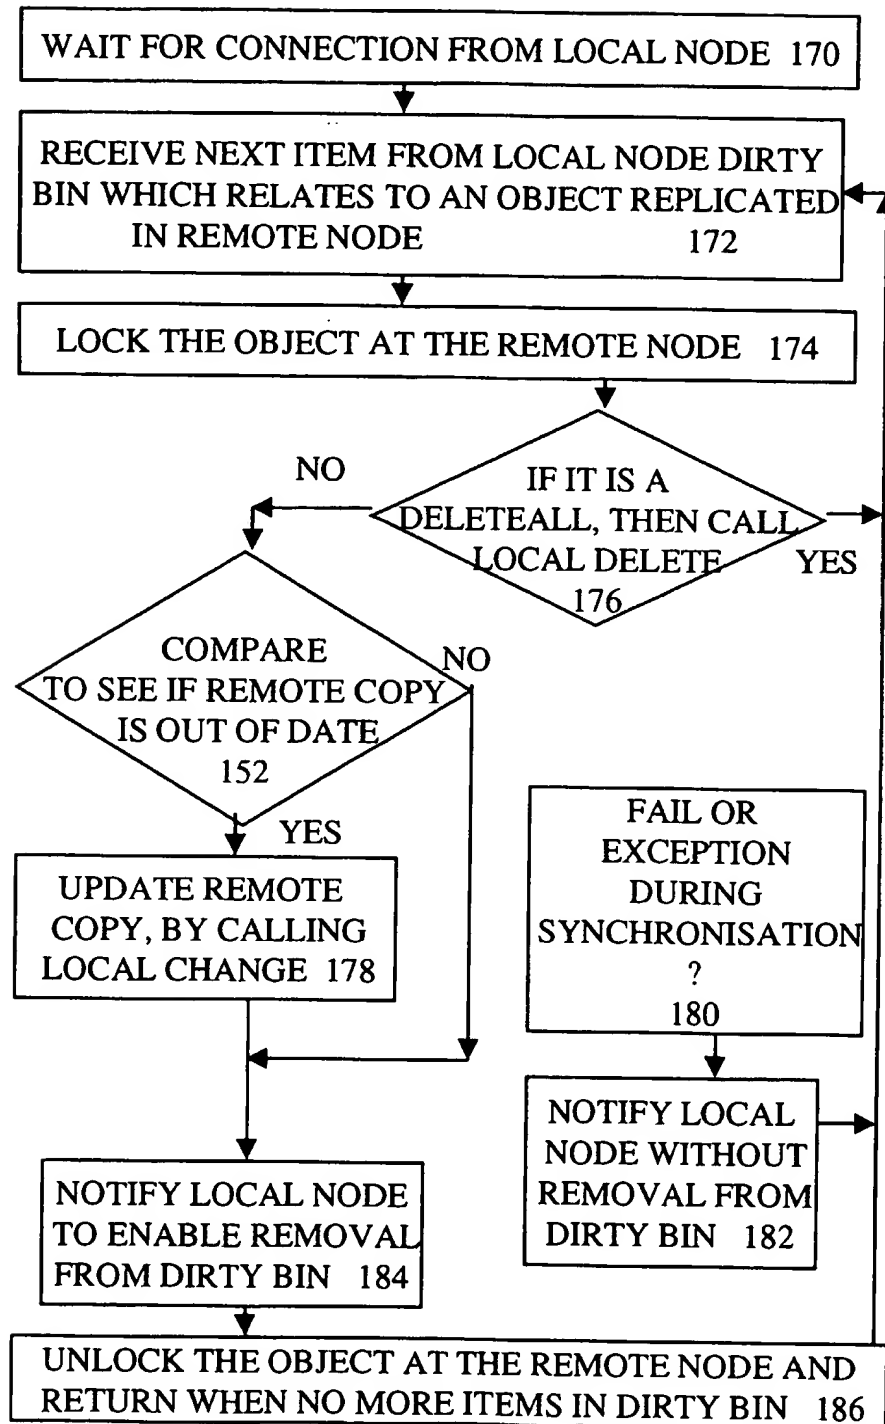 WAIT FOR CONNECTION FROM LOCAL NODE 170
RECEIVE NEXT ITEM FROM LOCAL NODE DIRTY
BIN WHICH RELATES TO AN OBJECT REPLICATED
IN REMOTE NODE 172
LOCK THE OBJECT AT THE REMOTE NODE 174
NO
IF IT IS A
DELETEALL, THEN CALL
LOCAL DELETE
176
YES
COMPARE
TO SEE IF REMOTE COPY
IS OUT OF DATE
152
NO
YES
UPDATE REMOTE
COPY, BY CALLING
LOCAL CHANGE 178
FAIL OR
EXCEPTION
DURING
SYNCHRONISATION
?
180
NOTIFY LOCAL
NODE WITHOUT
REMOVAL FROM
DIRTY BIN 182
NOTIFY LOCAL NODE
TO ENABLE REMOVAL
FROM DIRTY BIN 184
UNLOCK THE OBJECT AT THE REMOTE NODE AND
RETURN WHEN NO MORE ITEMS IN DIRTY BIN 186